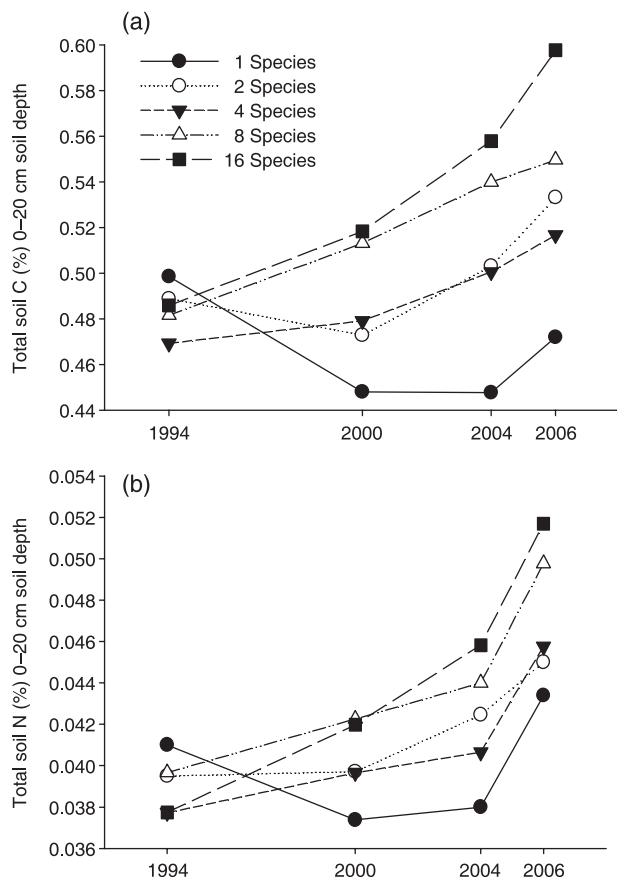 (a)
0.60
0.58
0.56
0.54
0.52
0.50
0.48
0.46
0.44
Total soil C (%) 0–20 cm soil depth
1 Species
2 Species
4 Species
8 Species
16 Species
1994 2000 2004 2006
(b)
0.054
0.052
0.050
0.046
0.046
0.044
0.042
0.040
0.038
0.036
Total soil N (%) 0–20 cm soil depth
1994 2000 2004 2006